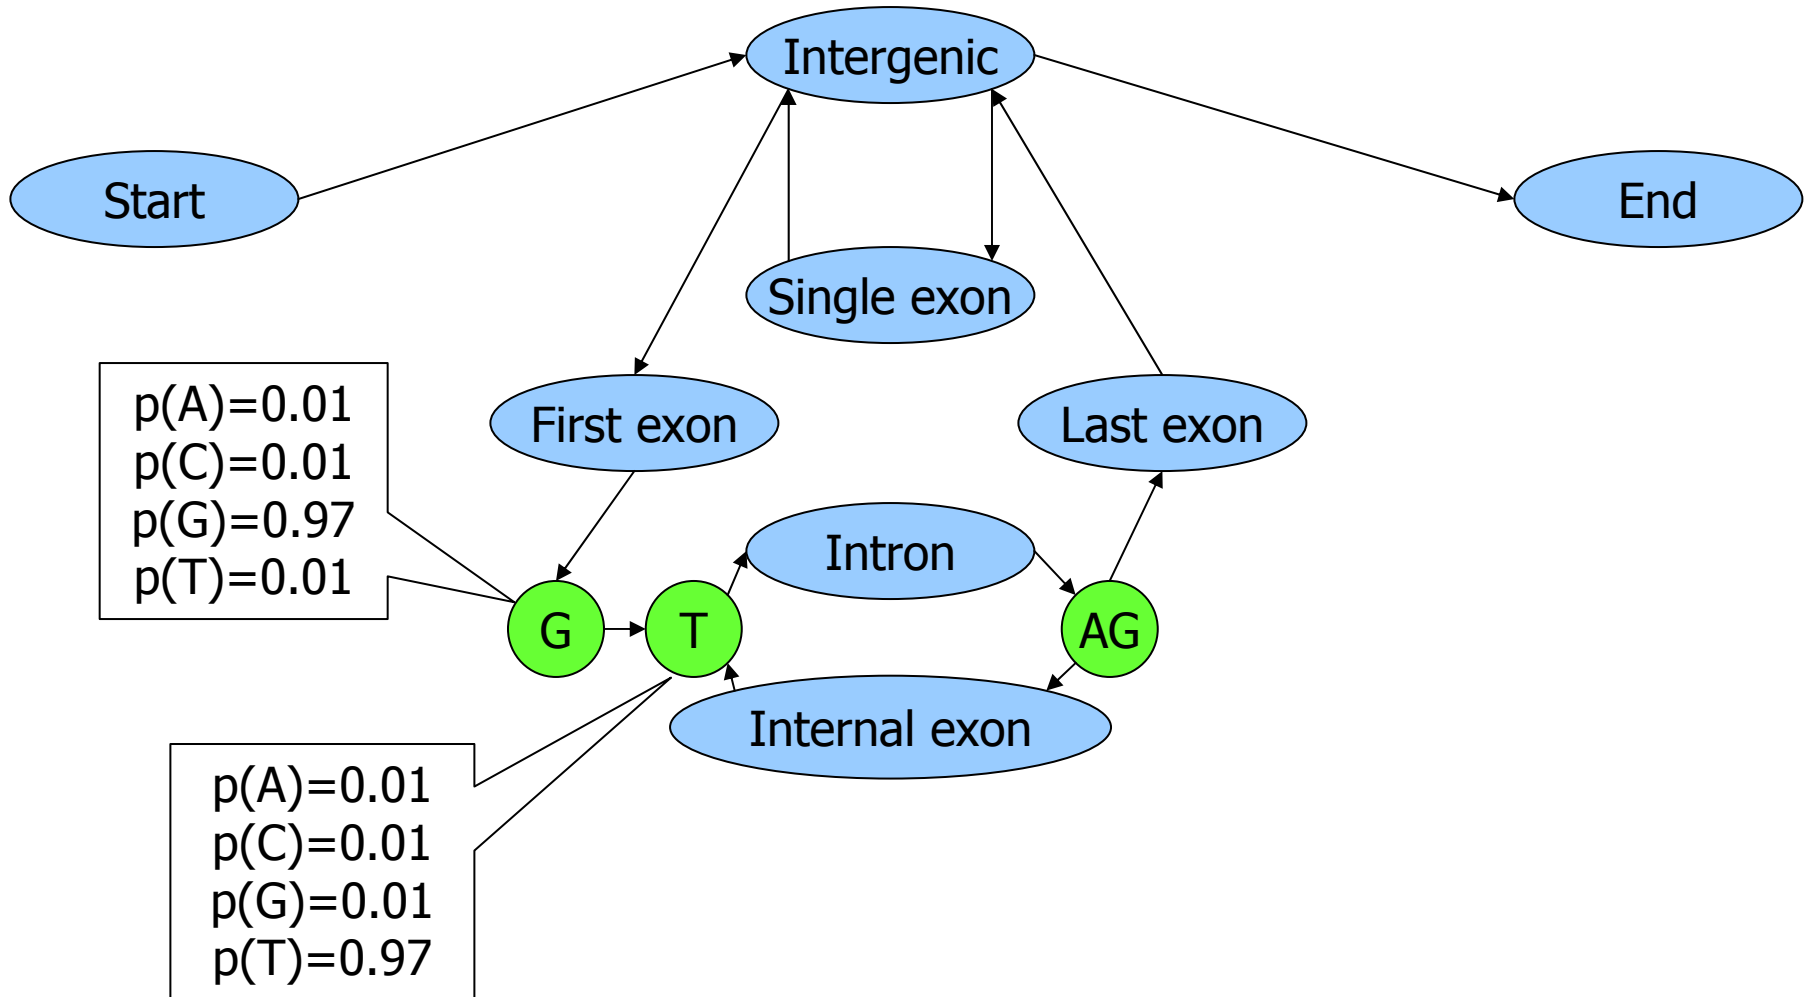 Intergenic
Start
End
Single exon
First exon
Last exon
p(A)=0.01
p(C)=0.01
p(G)=0.97
p(T)=0.01
Intron
G
T
AG
Internal exon
p(A)=0.01
p(C)=0.01
p(G)=0.01
p(T)=0.97